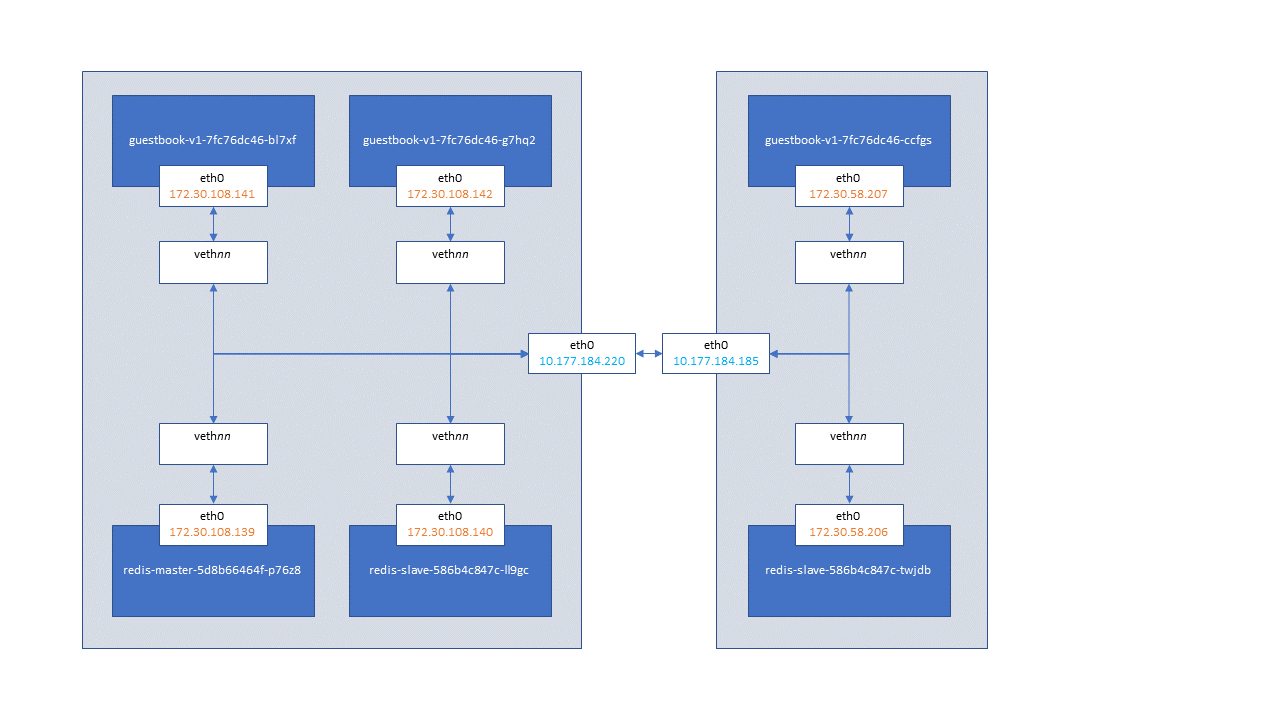 guestbook-v1-7fc76dc46-bl7xf
eth0
172.30.108.141
vethnn
guestbook-v1-7fc76dc46-g7hq2
eth0
172.30.108.142
vethnn
guestbook-v1-7fc76dc46-ccfgs
eth0
172.30.58.207
vethnn
eth0
10.177.184.220
eth0
10.177.184.185
vethnn
eth0
172.30.108.139
redis-master-5d8b66464f-p76z8
vethnn
eth0
172.30.108.140
redis-slave-586b4c847c-ll9gc
vethnn
eth0
172.30.58.206
redis-slave-586b4c847c-twjdb